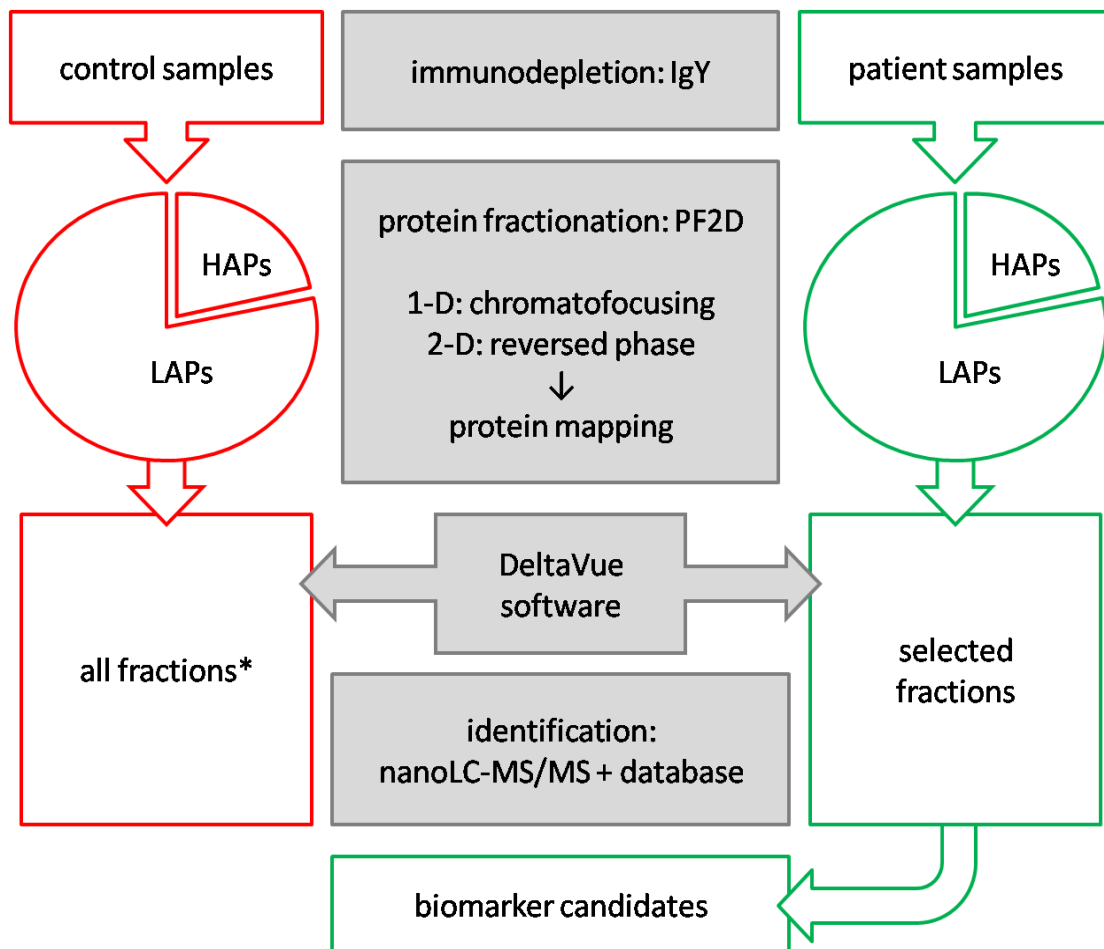 control samples
immunodepletion: IgY
patient samples
HAPs
LAPs
protein fractionation: PF2D
1-D: chromatofocusing
2-D: reversed phase
↓
protein mapping
HAPs
LAPs
all fractions*
DeltaVue
software
selected
fractions
identification:
nanoLC-MS/MS + database
biomarker candidates